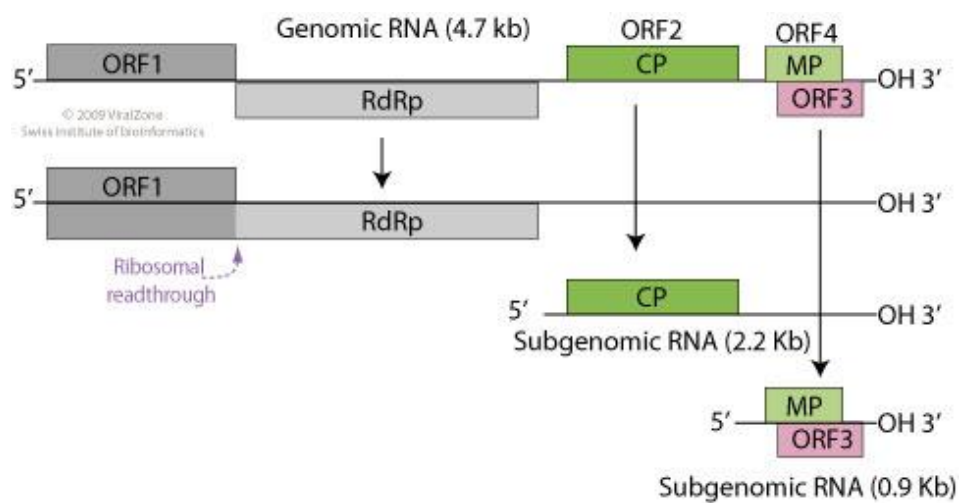 Genomic RNA (4.7 kb)
ORF2
ORF4
5′
ORF1
CP
MP
OH 3′
RdRp
ORF3
© 2009 ViralZone
Swiss Institute of Bioinformatics
5′
ORF1
OH 3′
RdRp
Ribosomal
readthrough
5′
CP
OH 3′
Subgenomic RNA (2.2 Kb)
5′
MP
OH 3′
ORF3
Subgenomic RNA (0.9 Kb)